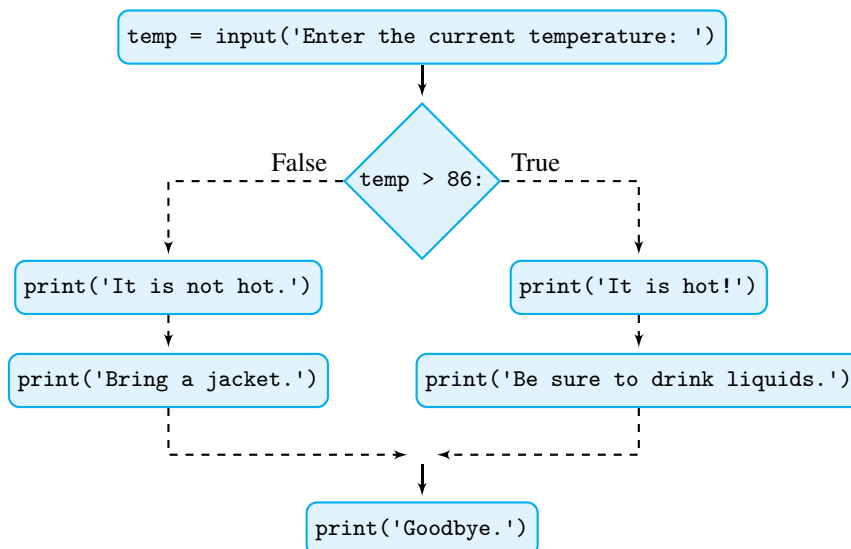 temp = input('Enter the current temperature: ')
False
True
temp > 86:
print('It is not hot.')
print('It is hot!')
print('Bring a jacket.')
print('Be sure to drink liquids.')
print('Goodbye.')